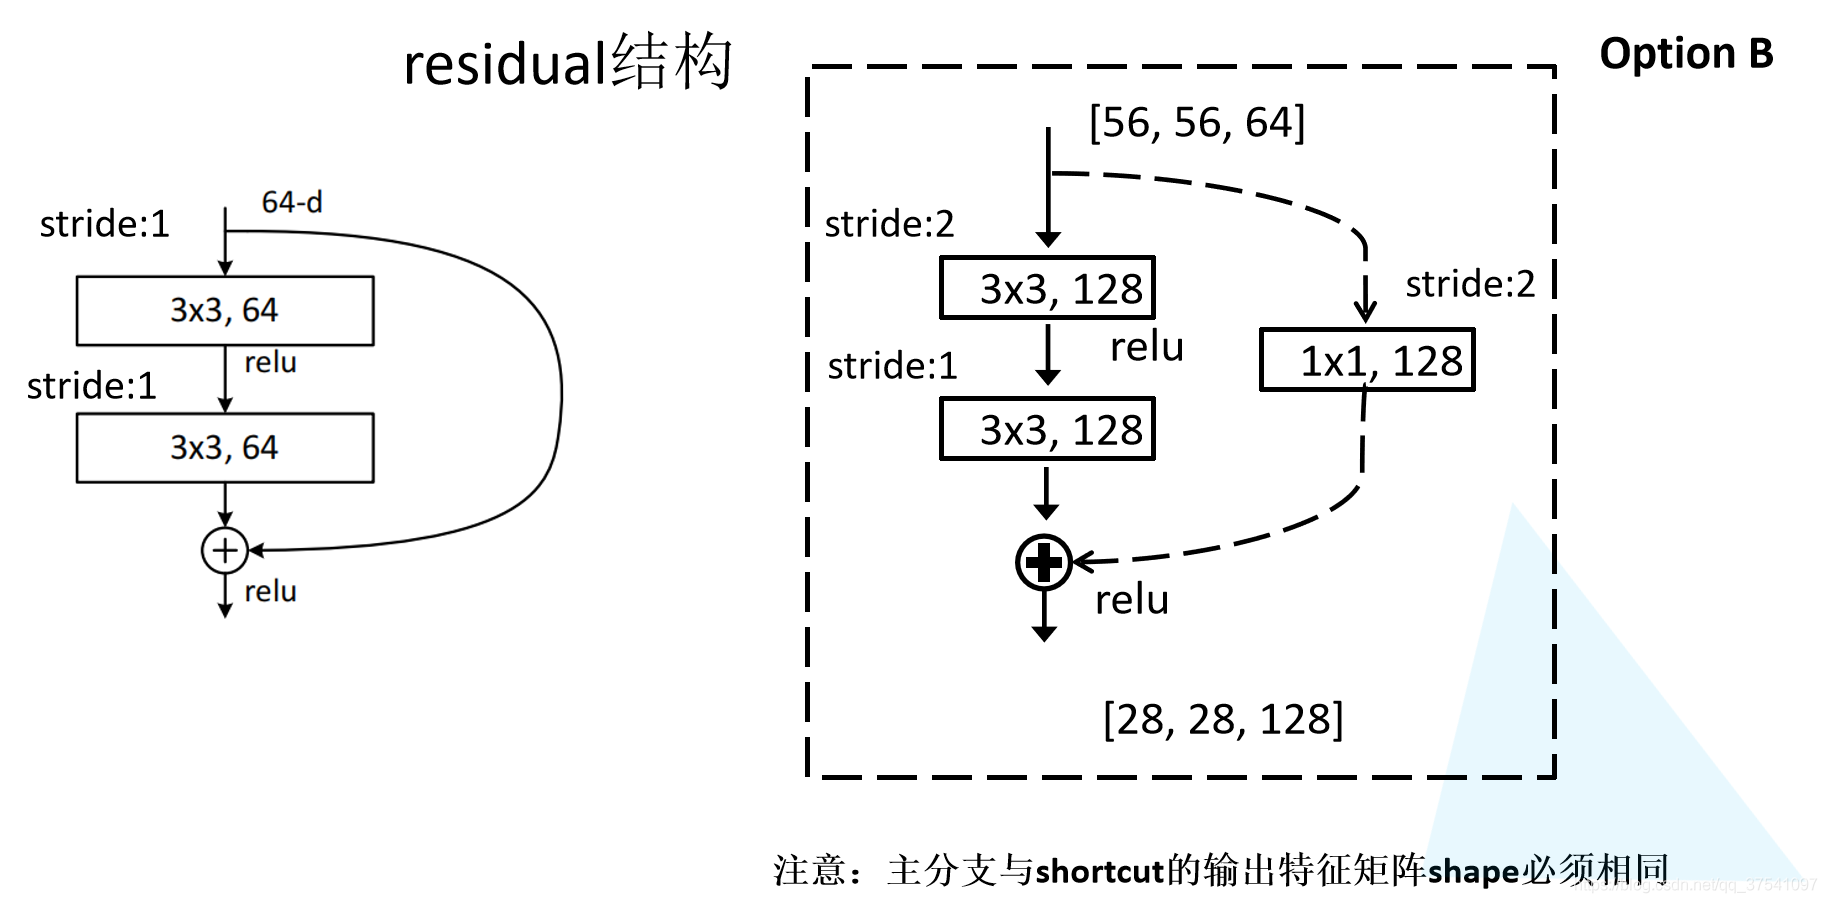 residual结构
Option B
64-d
stride:1
3x3, 64
relu
stride:1
3x3, 64
relu
[56, 56, 64]
stride:2
3x3, 128
relu
stride:2
1x1, 128
stride:1
3x3, 128
relu
[28, 28, 128]
注意：主分支与shortcut的输出特征矩阵shape必须相同
https://blog.csdn.net/qq_37541097